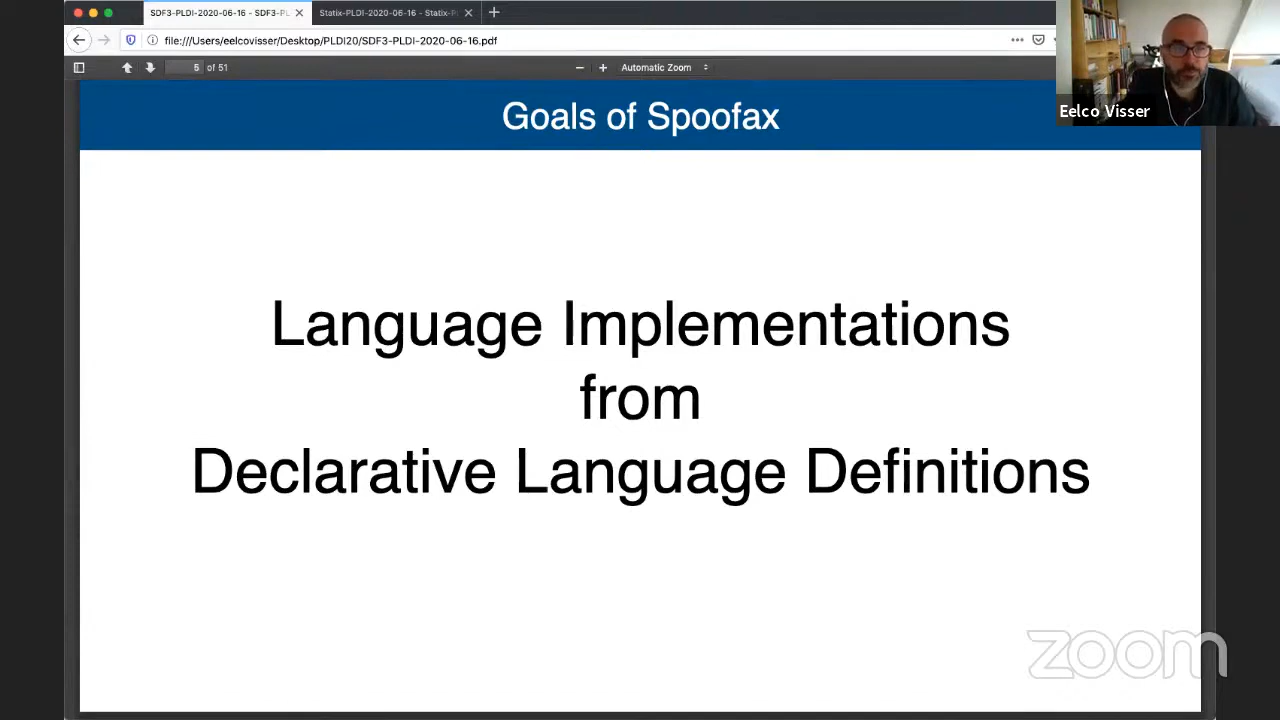 SDF3-PLDI-2020-06-16 - SDF3-PL
Statix-PLDI-2020-06-16 - Statix-P
file:///Users/eelcovisser/Desktop/PLDI20/SDF3-PLDI-2020-06-16.pdf
5 of 51
Automatic Zoom
Eelco Visser
Goals of Spoofax
Language Implementations
from
Declarative Language Definitions
zoom